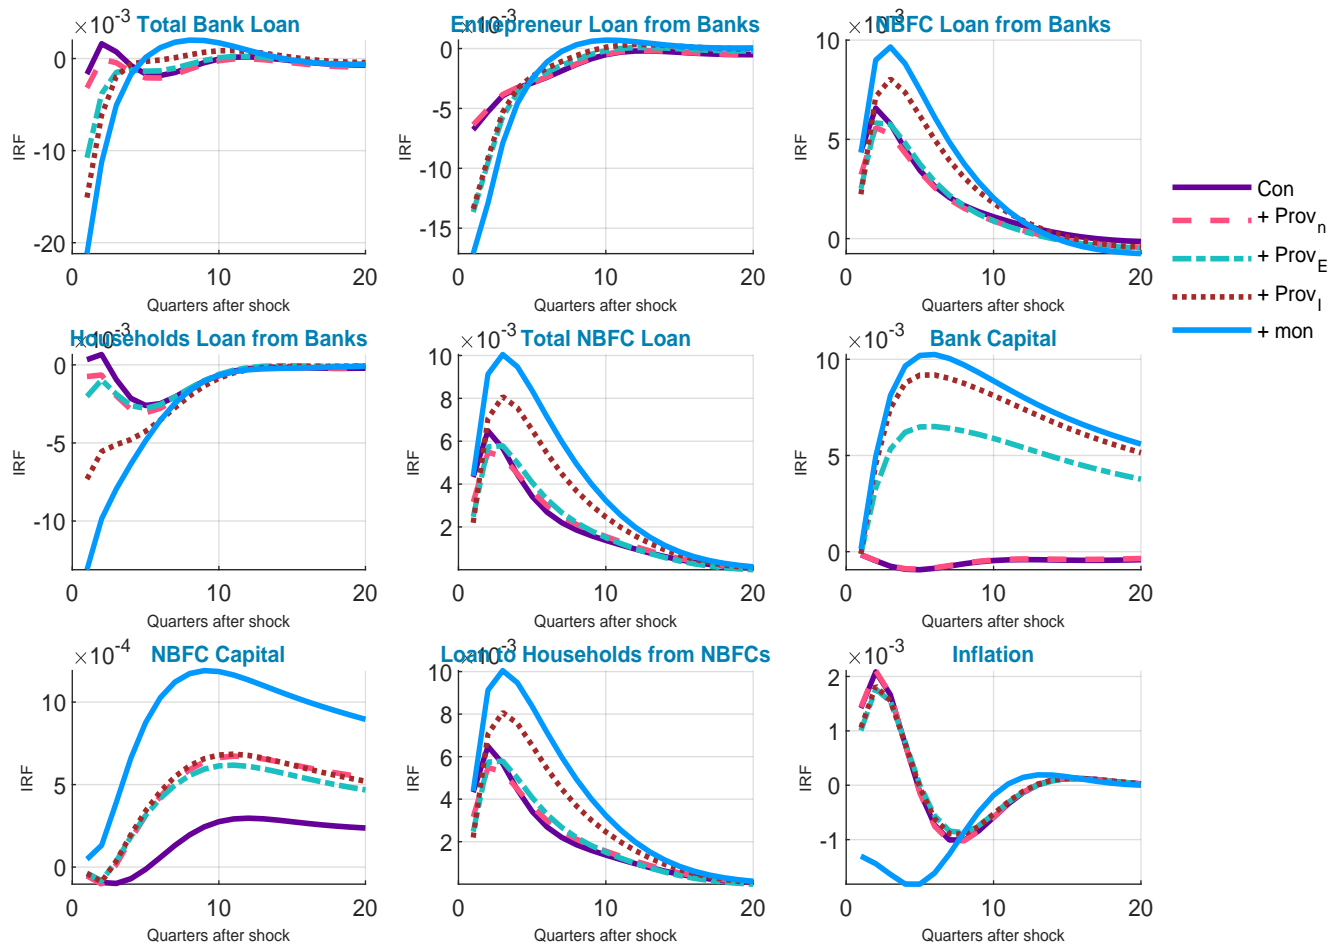 ×10-3
Total Bank Loan
0
-10
-20
IRF
0
10
20
Quarters after shock
×10-3
Entrepreneur Loan from Banks
0
-5
-10
-15
IRF
0
10
20
Quarters after shock
×10-3
NBFC Loan from Banks
10
5
0
IRF
0
10
20
Quarters after shock
Con
+ Provn
+ ProvE
+ Provl
+ mon
×10-3
Households Loan from Banks
0
-5
-10
IRF
0
10
20
Quarters after shock
×10-3
Total NBFC Loan
10
8
6
4
2
IRF
0
10
20
Quarters after shock
×10-3
Bank Capital
10
5
0
IRF
0
10
20
Quarters after shock
×10-4
NBFC Capital
10
5
0
IRF
0
10
20
Quarters after shock
×10-3
Loan to Households from NBFCs
10
8
6
4
2
IRF
0
10
20
Quarters after shock
×10-3
Inflation
2
1
0
-1
IRF
0
10
20
Quarters after shock